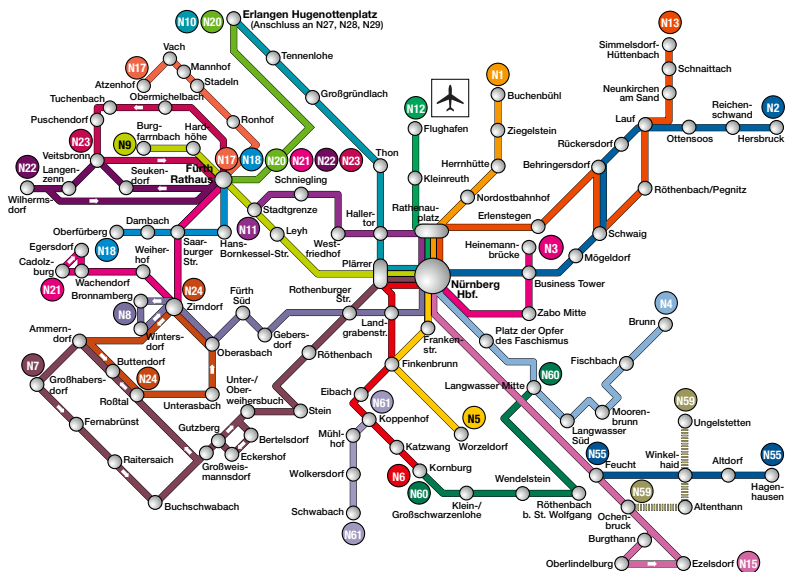 N10
N20
Erlangen Hugenottenplatz
(Anschluss an N27, N28, N29)
N13
Simmelsdorf-
Hüttenbach
Schnaittach
Neunkirchen
am Sand
Vach
N17
Mannhof
Stadeln
Atzenhof
Tennenlohe
Großgründlach
N12
Flughafen
N1
Buchenbühl
Ziegelstein
Reichen-
schwand
N2
Lauf
Ottensoos
Hersbruck
Rückersdorf
Tuchenbach
Obermichelbach
Ronhof
Puschendorf
N23
Burg-
farrnbach
Hard-
höhe
N9
Veitsbronn
N17
N18
N20
N21
N22
N23
Fürth
Rathaus
Thon
Kleinreuth
Herrnhütte
Behringersdorf
Nordostbahnhof
Röthenbach/Pegnitz
N22
Langen-
zenn
Seuken-
dorf
Wilherms-
dorf
Schniegling
Stadtgrenze
Haller-
tor
Rathenau-
platz
Erlenstegen
Dambach
Oberfürberg
N18
Saar-
burger
Str.
Hans-
Bornkessel-Str.
N11
Leyh
West-
friedhof
Heinemann-
brücke
N3
Schwaig
Mögeldorf
Egersdorf
Weiher-
hof
Cadolz-
burg
N21
Wachendorf
Bronnamberg
N24
Plärrer
Nürnberg
Hbf.
Business Tower
Rothenburger
Str.
Zirndorf
N8
Winters-
dorf
Fürth
Süd
Oberasbach
Gebers-
dorf
Land-
grabenstr.
Franken-
str.
Zabo Mitte
N4
Brunn
Platz der Opfer
des Faschismus
Ammern-
dorf
Buttendorf
N7
Großhabers-
dorf
N24
Roßtal
Unterasbach
Röthenbach
Finkenbrunn
Fischbach
N60
Langwasser Mitte
Unter-/
Ober-
weihersbuch
Stein
Eibach
N61
Koppenhof
N5
Worzeldorf
Mooren-
brunn
Langwasser
Süd
N59
Ungelstetten
Fernabrünst
Gutzberg
Bertelsdorf
Eckershof
Großweis-
mannsdorf
Raitersaich
Buchschwabach
Mühl-
hof
Katzwang
Kornburg
Wolkersdorf
N6
N60
Wendelstein
Schwabach
N61
Klein-/
Großschwarzenlohe
Röthenbach
b. St. Wolfgang
N55
Feucht
Winkel-
haid
Altdorf
N55
Hagen-
hausen
N59
Ochen-
bruck
Altenthann
Burgthann
Oberlindelburg
Ezelsdorf
N15